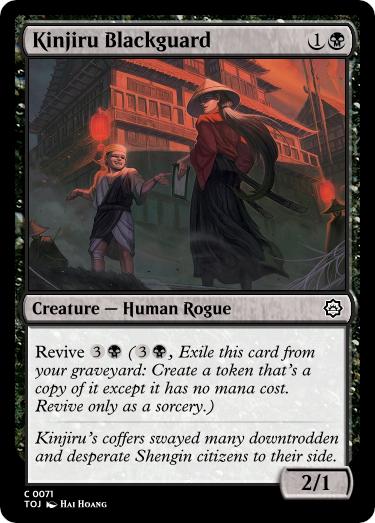 Kinjiru Blackguard 1
Creature — Human Rogue
Revive 3 (3, Exile this card from
your graveyard: Create a token that's a
copy of it except it has no mana cost.
Revive only as a sorcery.)
Kinjiru's coffers swayed many downtrodden
and desperate Shengin citizens to their side.
2/1
C 0071
TOJ Hai Hoang